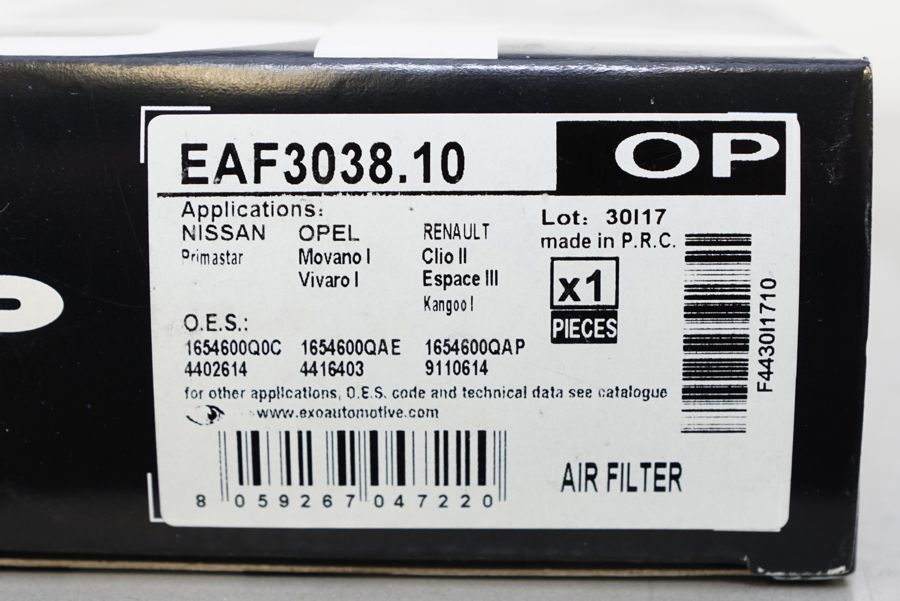 EAF3038.10
OP
Applications:
NISSAN OPEL RENAULT
Primastar Movano I Clio II
Vivaro I Espace III
Kangoo I
Lot: 30I17
made in P.R.C.
x1
PIECES
F4430I1710
O.E.S.:
1654600Q0C 1654600QAE 1654600QAP
4402614 4416403 9110614
for other applications, O.E.S. code and technical data see catalogue
www.exoautomotive.com
8 059267 047220
AIR FILTER
P